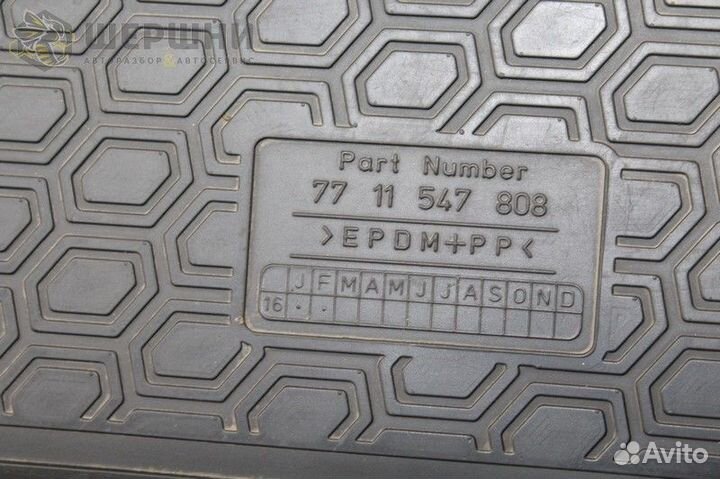 ШЕРШНИ
АВТОРАЗБОР&АВТОСЕРВИС
Part Number
77 11 547 808
>EPDM+PP<
J F M A M J J A S O N D
16 . .
Avito